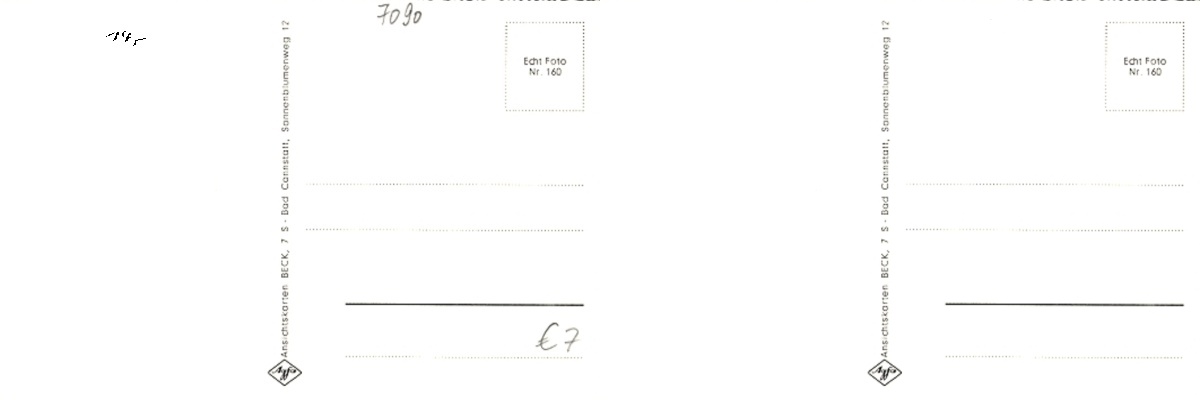 7090
14,-
Echt Foto
Nr. 160
Ansichtskarten BECK, 7 S - Bad Cannstatt, Sonnenblumenweg 12
€ 7
Agfa
Echt Foto
Nr. 160
Ansichtskarten BECK, 7 S - Bad Cannstatt, Sonnenblumenweg 12
Agfa